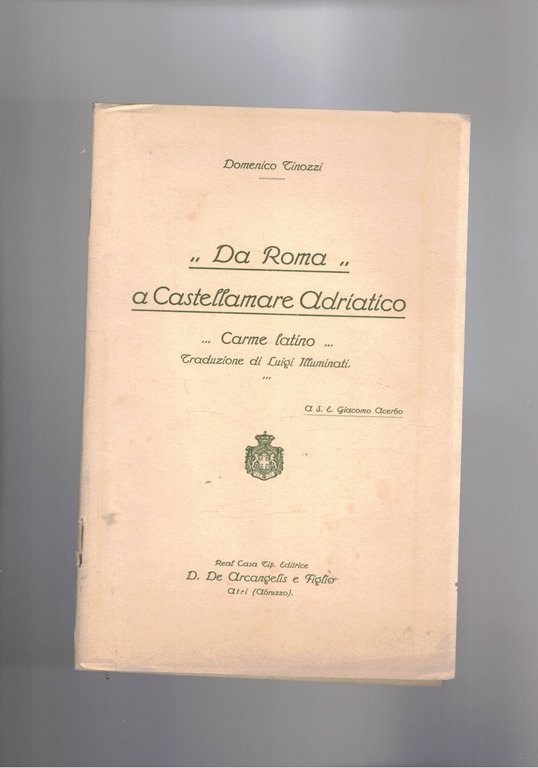 Domenico Tinozzi
„ Da Roma „
a Castellamare Adriatico
... Carme latino ...
Traduzione di Luigi Illuminati.
...
A S. E. Giacomo Acerbo
Real Casa Tip. Editrice
D. De Arcangelis e Figlio
Atri (Abruzzo).